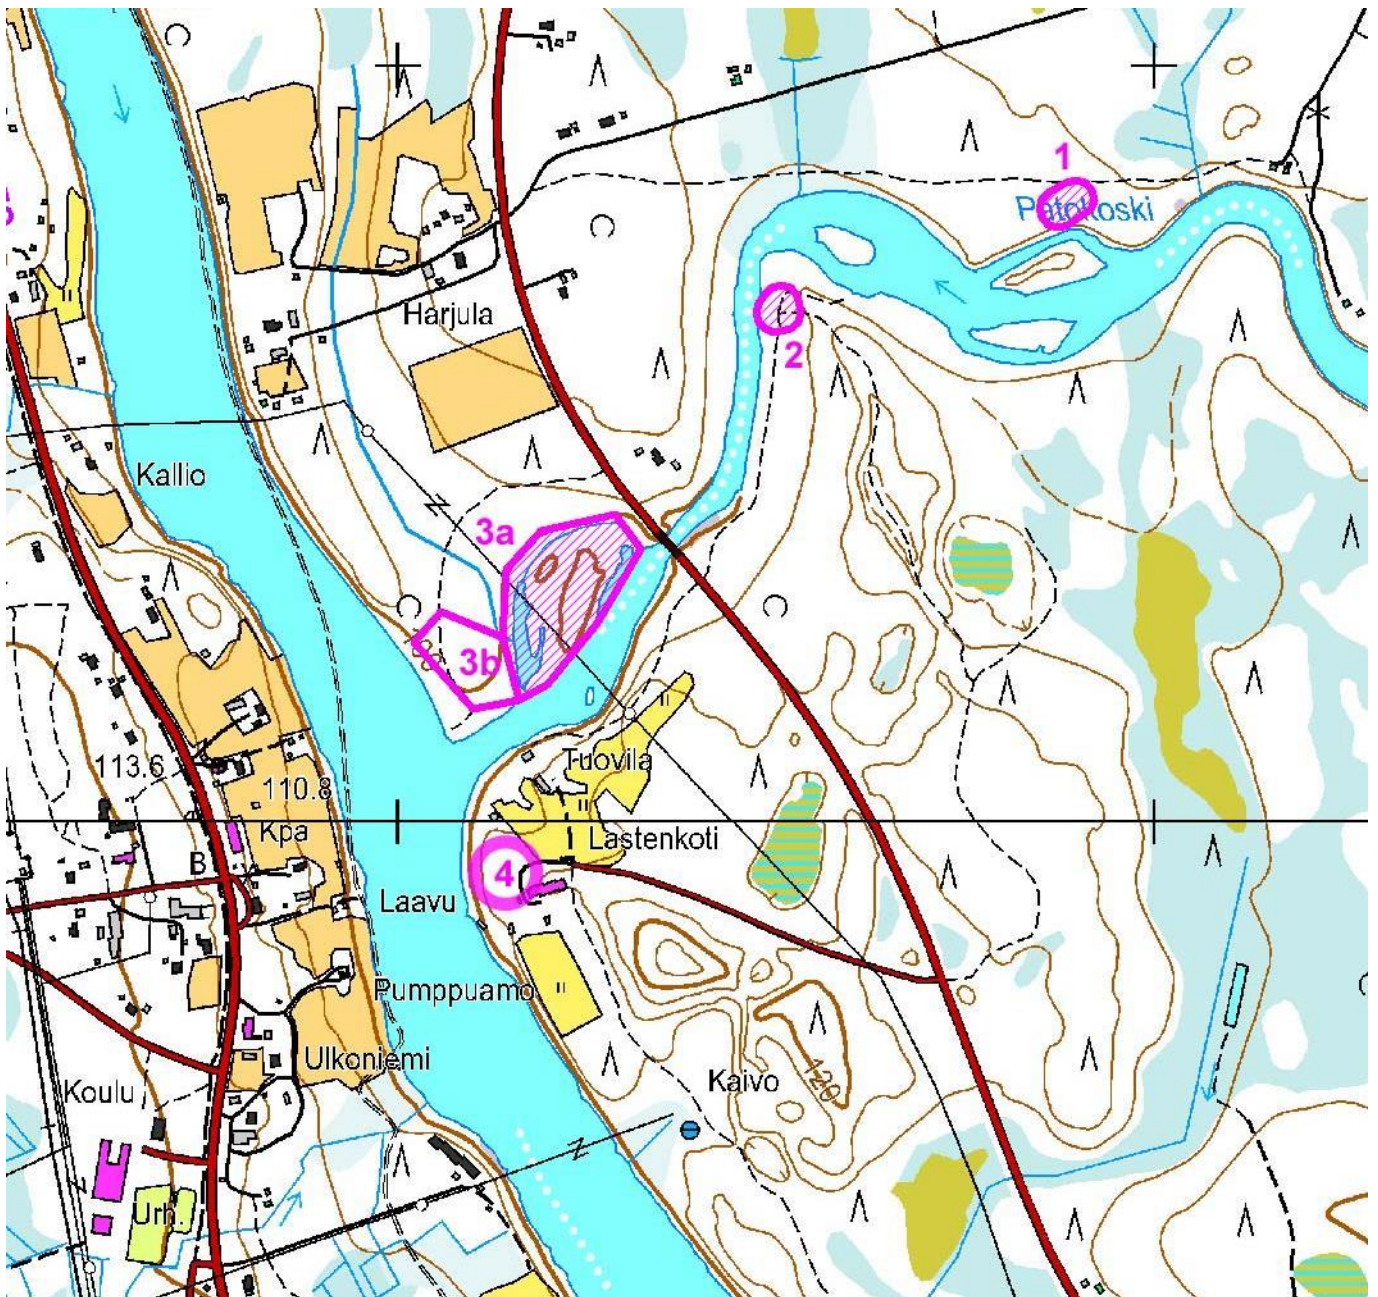 1
Patokoski
Harjula
2
Kallio
3a
3b
Tuovila
113.6
110.8
Kpa
Lastenkoti
B
4
Laavu
Pumppuamo
Ulkoniemi
Koulu
Kaivo
120
Urh.